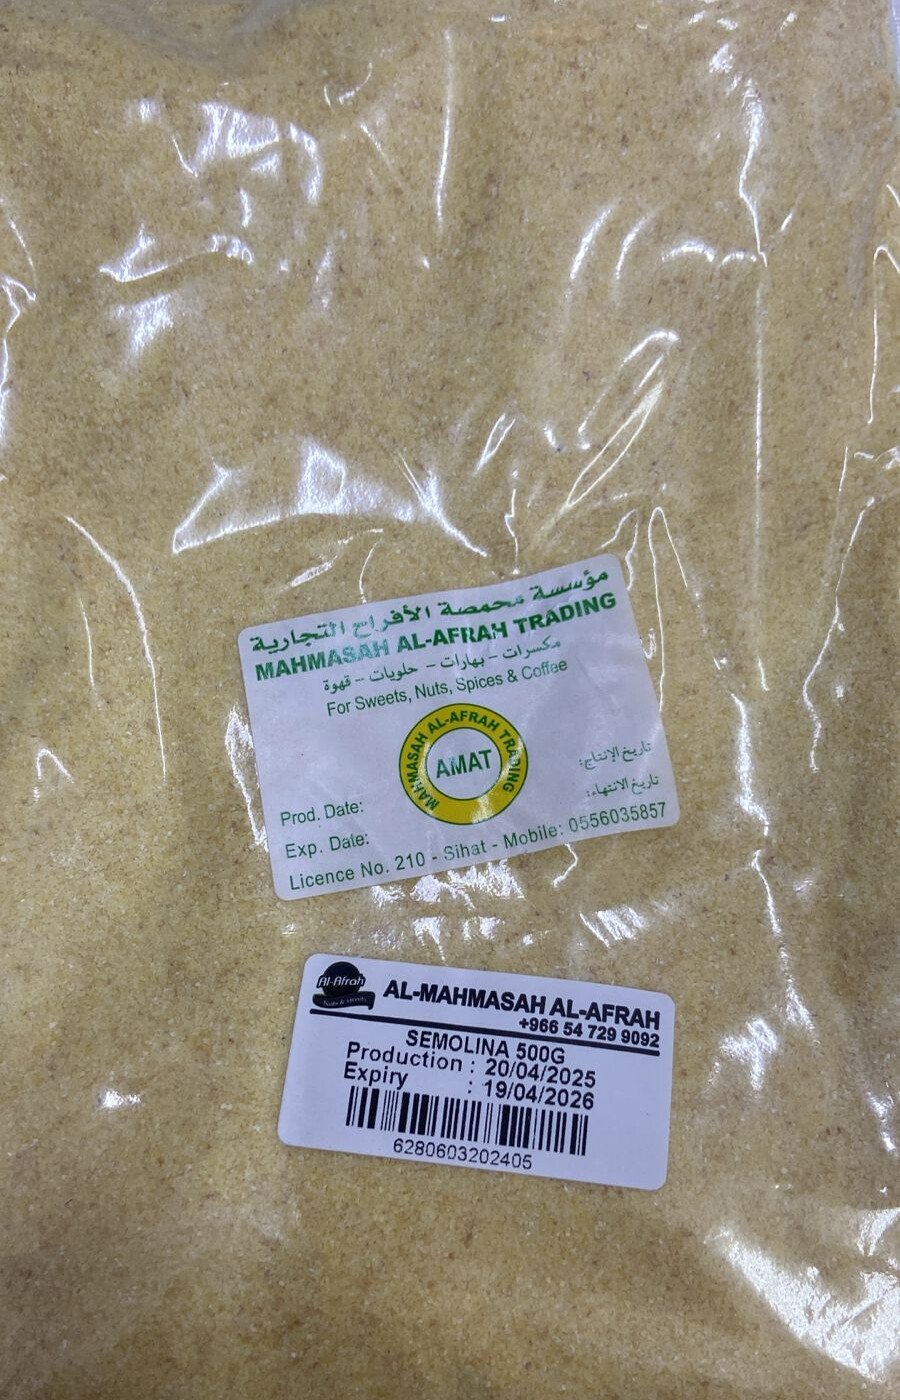 مؤسسة محمصة الأفراح التجارية
MAHMASAH AL-AFRAH TRADING
مكسرات - بهارات - حلويات - قهوة
For Sweets, Nuts, Spices & Coffee
MAHMASAH AL-AFRAH TRADING
AMAT
تاريخ الإنتاج:
Prod. Date:
تاريخ الانتهاء:
Exp. Date:
Licence No. 210 - Sihat - Mobile: 0556035857
Al-Afrah
Nuts & sweets
AL-MAHMASAH AL-AFRAH
+966 54 729 9092
SEMOLINA 500G
Production : 20/04/2025
Expiry : 19/04/2026
6280603202405